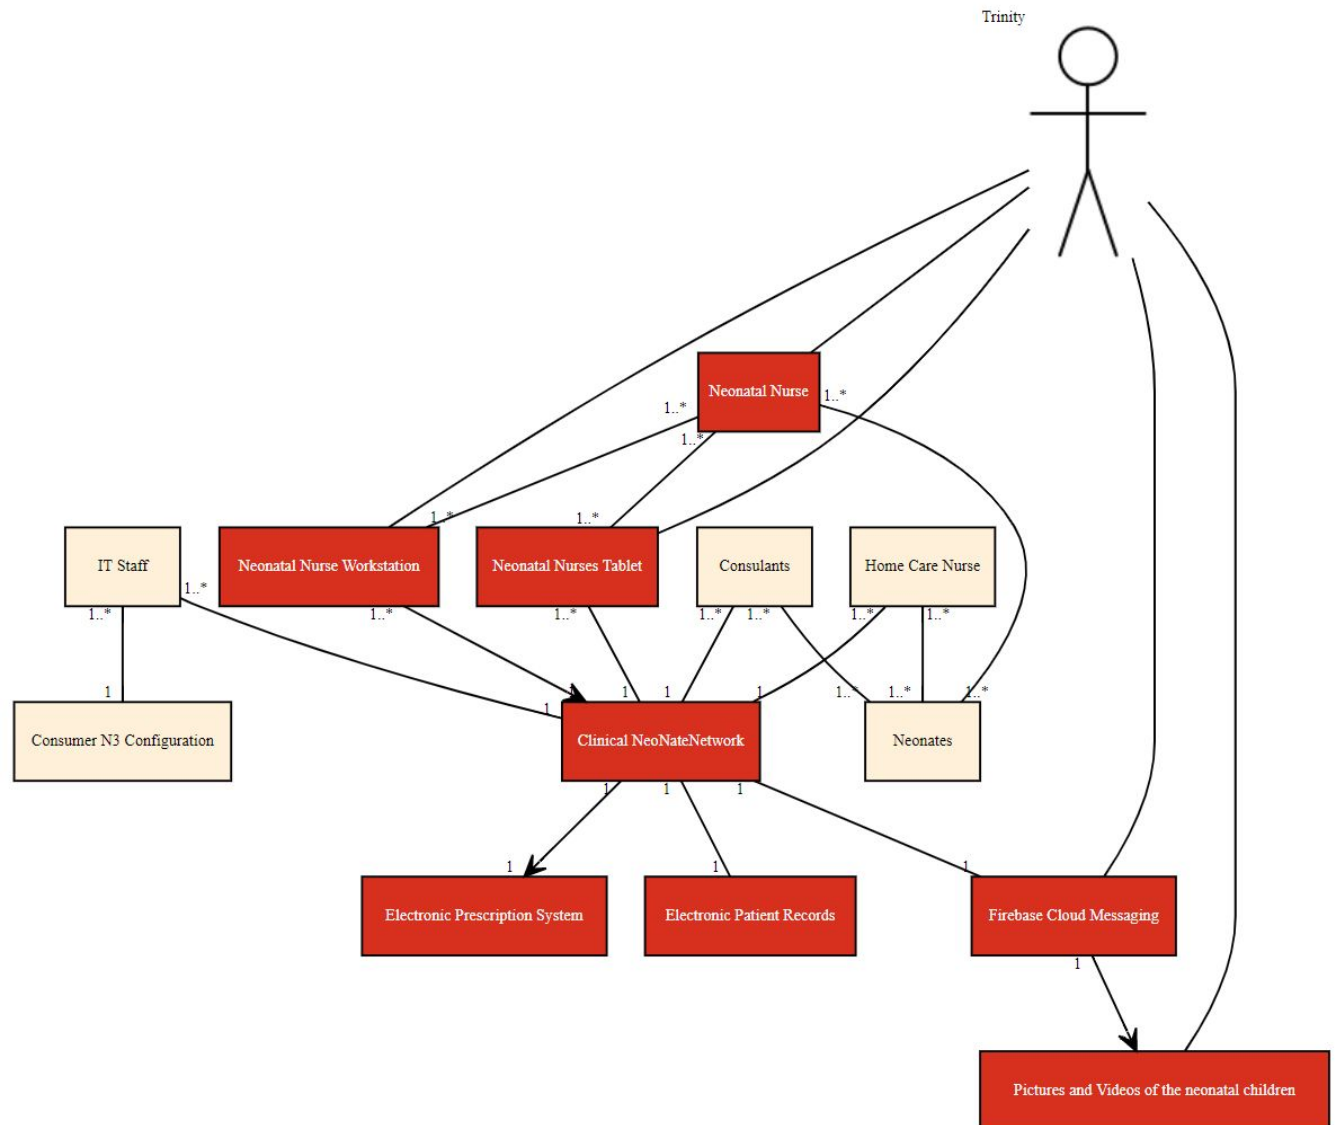 Trinity
Neonatal Nurse
1..*
1..*
1..*
1..*
1..*
IT Staff
Neonatal Nurse Workstation
Neonatal Nurses Tablet
Consulants
Home Care Nurse
1..*
1..*
1..*
1..*
1..*
1..*
1..*
1..*
1
1
1
1
1
1..*
1..*
1..*
Consumer N3 Configuration
Clinical NeoNateNetwork
Neonates
1
1
1
1
1
1
Electronic Prescription System
Electronic Patient Records
Firebase Cloud Messaging
1
Pictures and Videos of the neonatal children